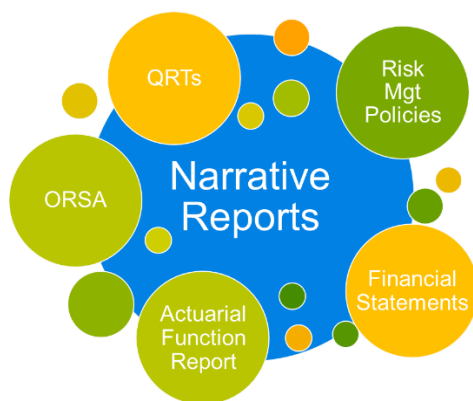 QRTs
Risk
Mgt
Policies
ORSA
Narrative
Reports
Financial
Statements
Actuarial
Function
Report